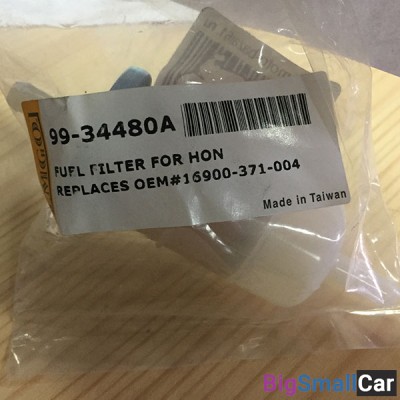 99-34480A
FUEL FILTER FOR HON
REPLACES OEM#16900-371-004
Made in Taiwan
BigSmallCar